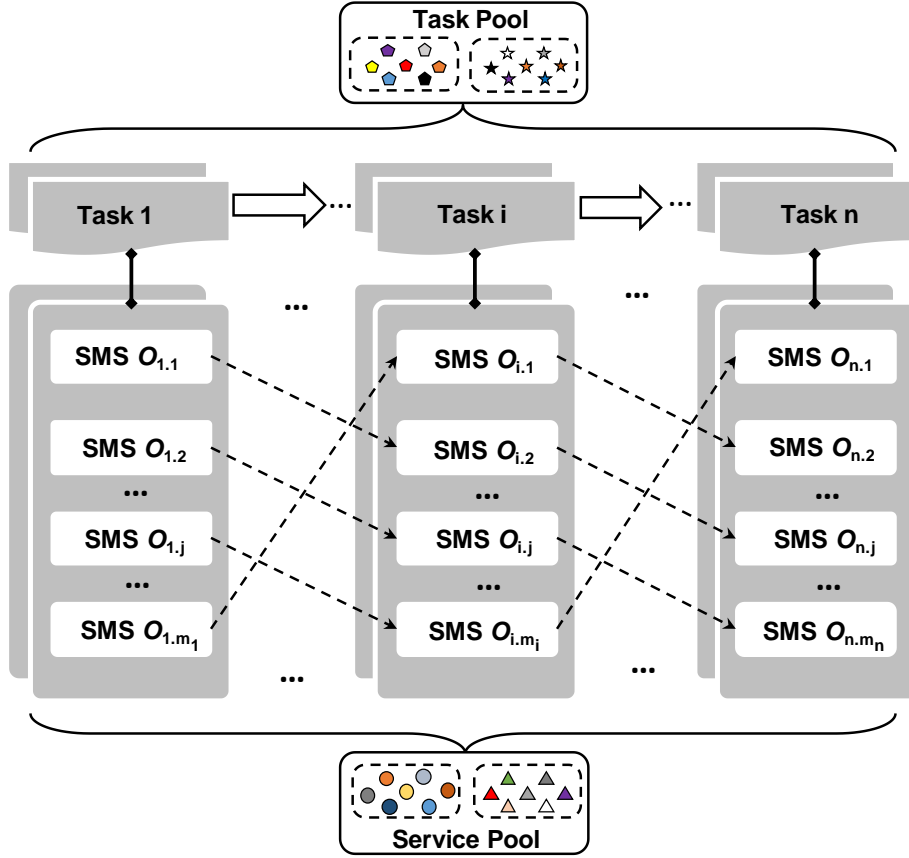 Task Pool
Task 1
...
Task i
...
Task n
...
...
SMS O1.1
SMS Oi.1
SMS On.1
SMS O1.2
SMS Oi.2
SMS On.2
...
...
...
SMS O1.j
SMS Oi.j
SMS On.j
...
...
...
SMS O1.m1
SMS Oi.mi
SMS On.mn
...
...
Service Pool